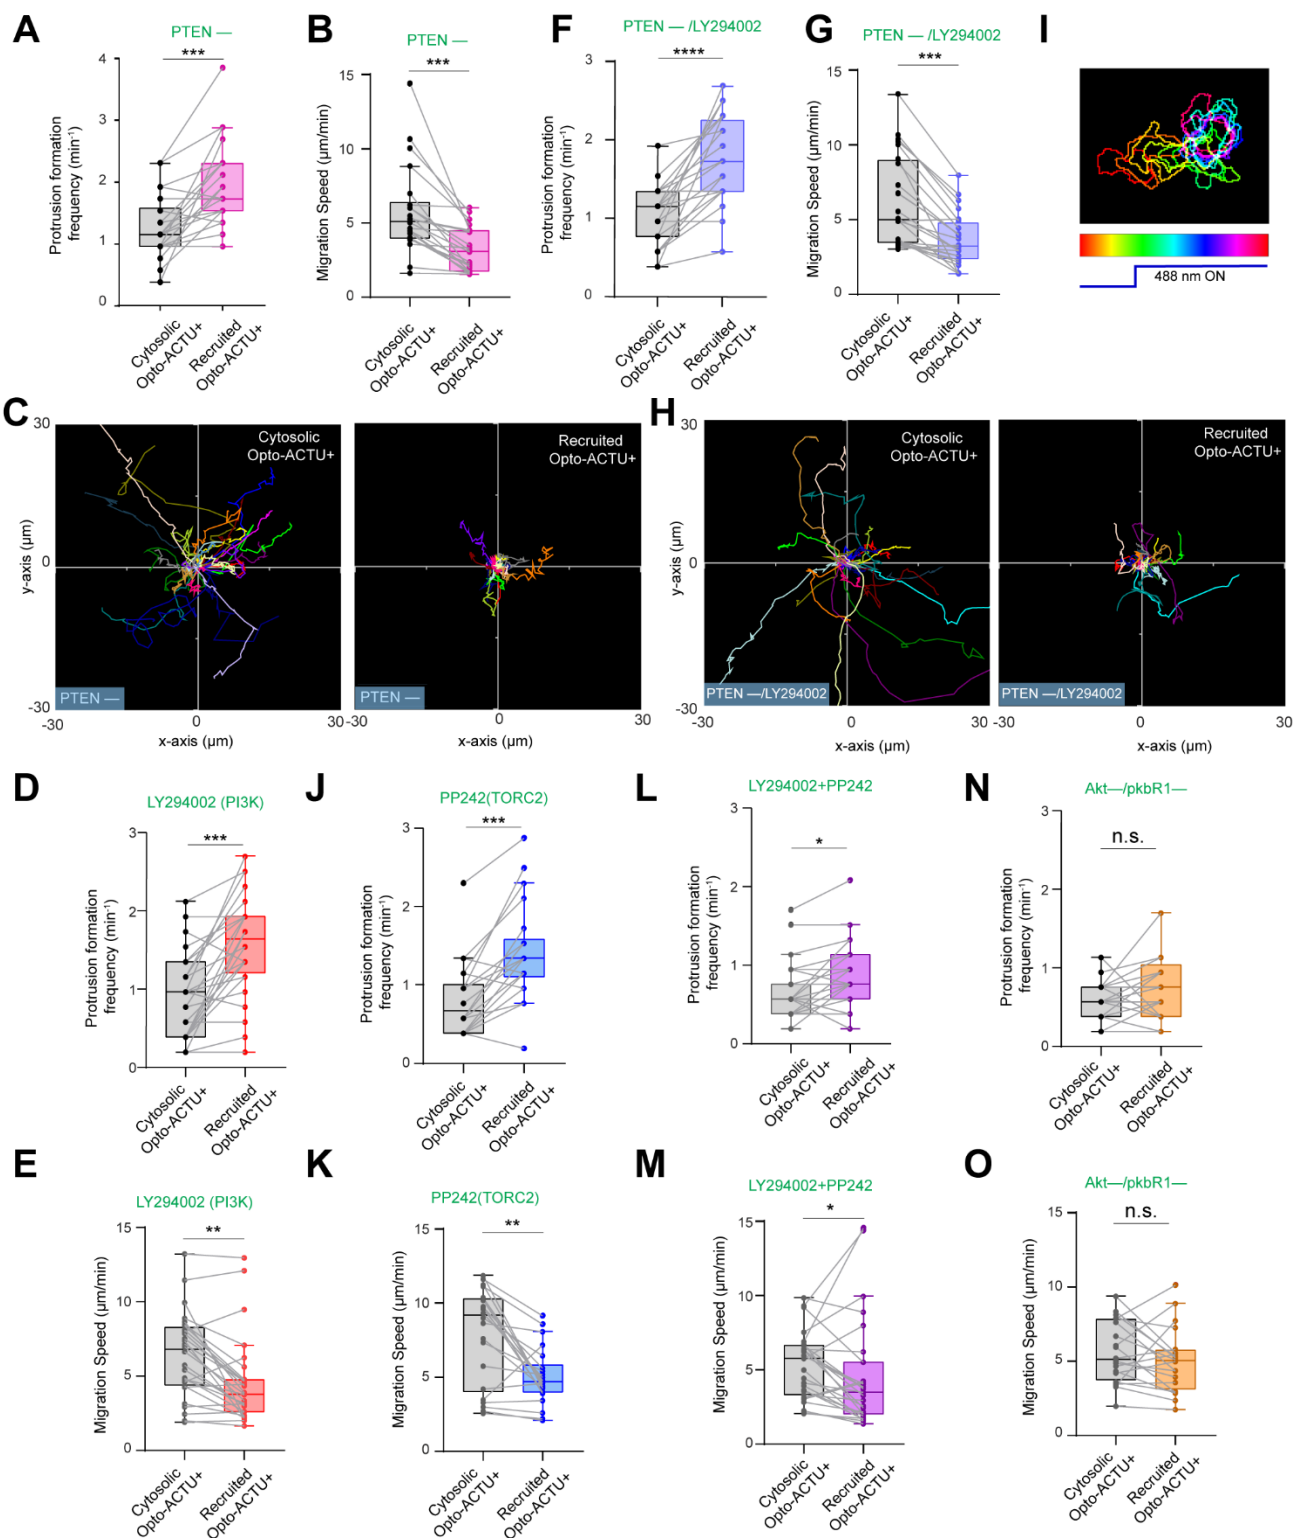 A
PTEN —
***
Protrusion formation
frequency (min⁻¹)
4
3
2
1
0
Cytosolic
Opto-ACTU+
Recruited
Opto-ACTU+
B
PTEN —
***
Migration Speed (µm/min)
15
10
5
0
Cytosolic
Opto-ACTU+
Recruited
Opto-ACTU+
F
PTEN — /LY294002
****
Protrusion formation
frequency (min⁻¹)
3
2
1
0
Cytosolic
Opto-ACTU+
Recruited
Opto-ACTU+
G
PTEN — /LY294002
***
Migration Speed (µm/min)
15
10
5
0
Cytosolic
Opto-ACTU+
Recruited
Opto-ACTU+
I
488 nm ON
C
30
0
-30
y-axis (µm)
Cytosolic
Opto-ACTU+
PTEN —
-30
0
30
x-axis (µm)
Recruited
Opto-ACTU+
PTEN —
-30
0
30
x-axis (µm)
H
30
0
-30
y-axis (µm)
Cytosolic
Opto-ACTU+
PTEN —/LY294002
-30
0
30
x-axis (µm)
Recruited
Opto-ACTU+
PTEN —/LY294002
-30
0
30
x-axis (µm)
D
LY294002 (PI3K)
***
Protrusion formation
frequency (min⁻¹)
3
2
1
0
Cytosolic
Opto-ACTU+
Recruited
Opto-ACTU+
J
PP242(TORC2)
***
Protrusion formation
frequency (min⁻¹)
3
2
1
0
Cytosolic
Opto-ACTU+
Recruited
Opto-ACTU+
L
LY294002+PP242
*
Protrusion formation
frequency (min⁻¹)
3
2
1
0
Cytosolic
Opto-ACTU+
Recruited
Opto-ACTU+
N
Akt—/pkbR1—
n.s.
Protrusion formation
frequency (min⁻¹)
3
2
1
0
Cytosolic
Opto-ACTU+
Recruited
Opto-ACTU+
E
LY294002 (PI3K)
**
Migration Speed (µm/min)
15
10
5
0
Cytosolic
Opto-ACTU+
Recruited
Opto-ACTU+
K
PP242(TORC2)
**
Migration Speed (µm/min)
15
10
5
0
Cytosolic
Opto-ACTU+
Recruited
Opto-ACTU+
M
LY294002+PP242
*
Migration Speed (µm/min)
15
10
5
0
Cytosolic
Opto-ACTU+
Recruited
Opto-ACTU+
O
Akt—/pkbR1—
n.s.
Migration Speed (µm/min)
15
10
5
0
Cytosolic
Opto-ACTU+
Recruited
Opto-ACTU+